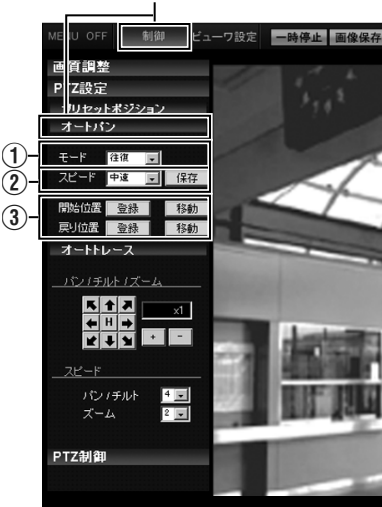 MENU OFF 制御 ビューワ設定 一時停止 画像保存
画質調整
PTZ設定
プリセットポジション
オートパン
① モード 往復
② スピード 中速 保存
③ 開始位置 登録 移動
戻り位置 登録 移動
オートトレース
パン/チルト/ズーム
H x1
+ -
スピード
パン/チルト 4
ズーム 2
PTZ制御